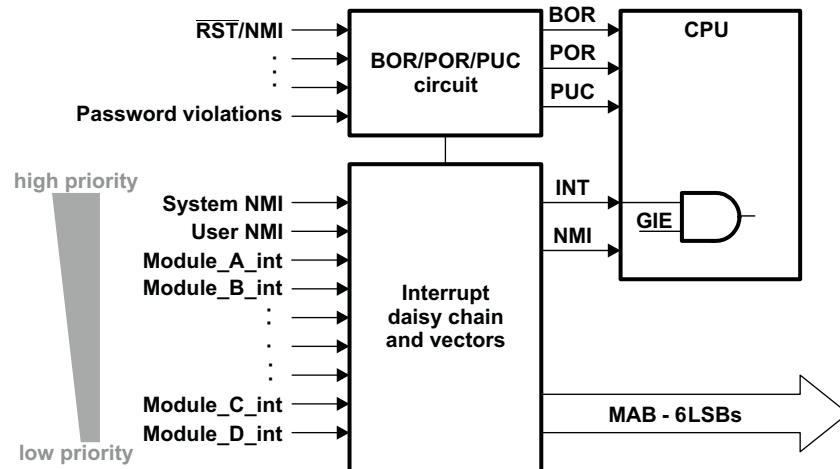 RST/NMI
BOR/POR/PUC
circuit
BOR
POR
PUC
CPU
Password violations
high priority
System NMI
User NMI
Module_A_int
Module_B_int
Interrupt
daisy chain
and vectors
INT
GIE
NMI
Module_C_int
Module_D_int
MAB - 6LSBs
low priority